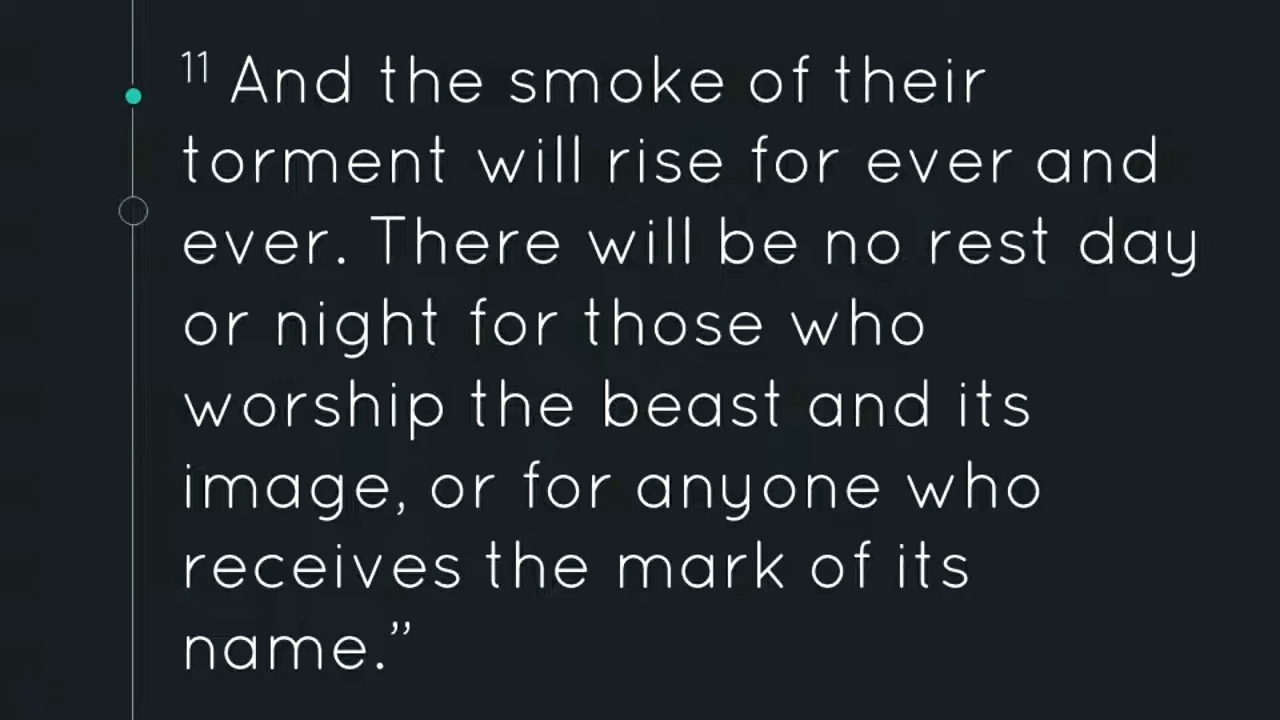 ¹¹ And the smoke of their
torment will rise for ever and
ever. There will be no rest day
or night for those who
worship the beast and its
image, or for anyone who
receives the mark of its
name.”